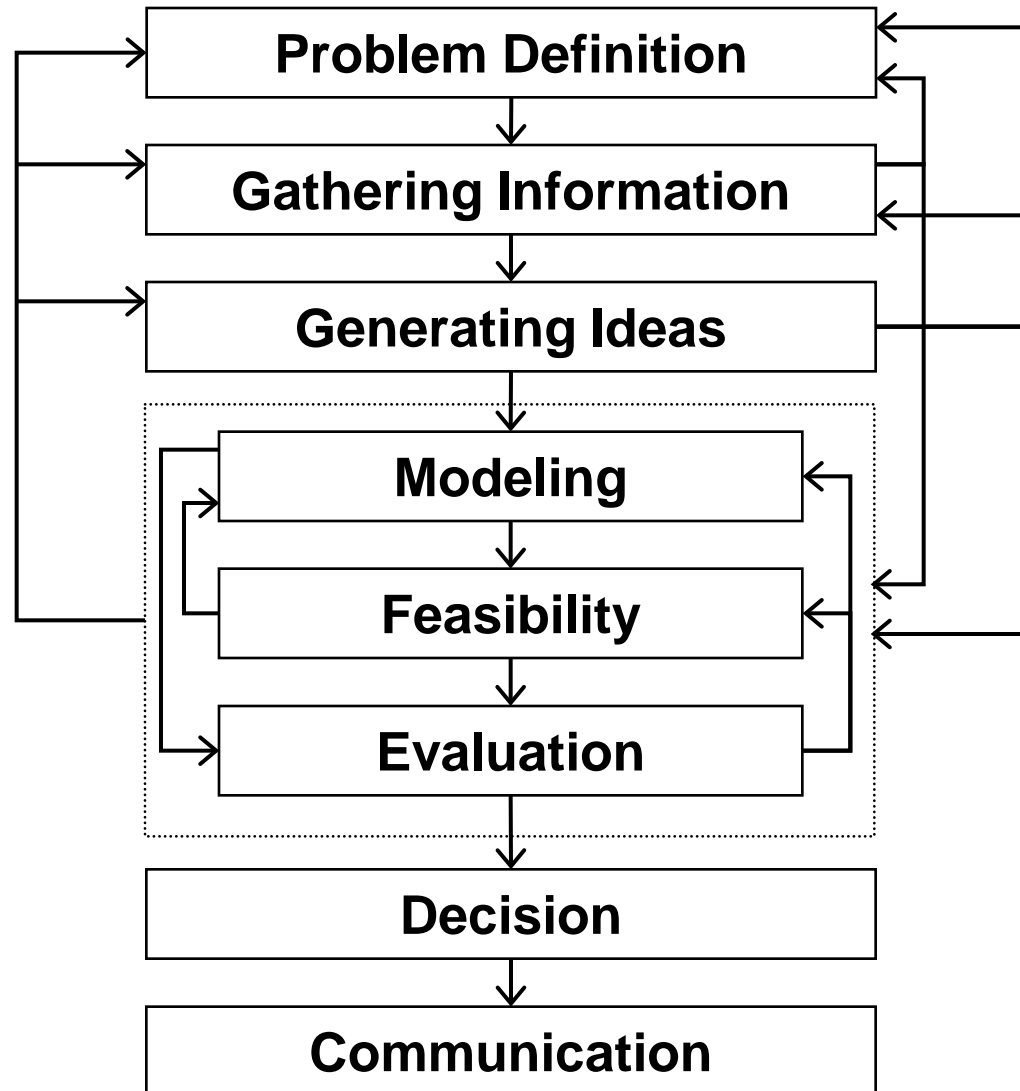 Problem Definition
Gathering Information
Generating Ideas
Modeling
Feasibility
Evaluation
Decision
Communication